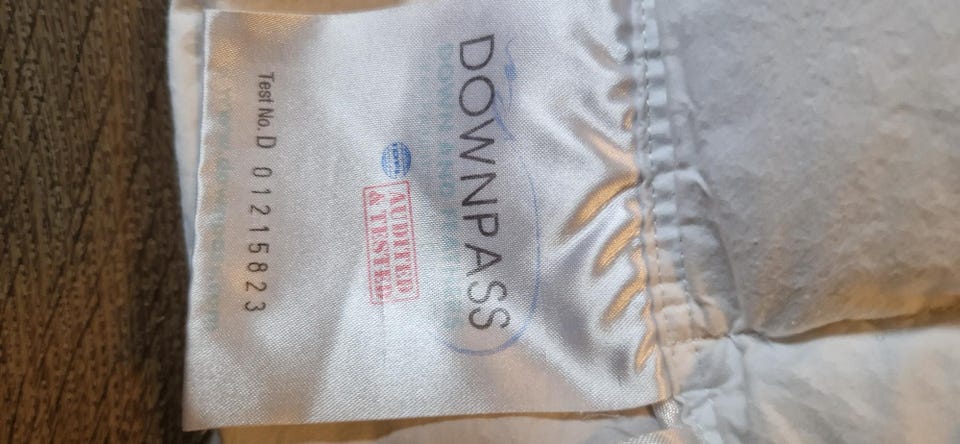 DOWNPASS
DOWN AND FEATHERS
AUDITED
& TESTED
Test No. D 01215823